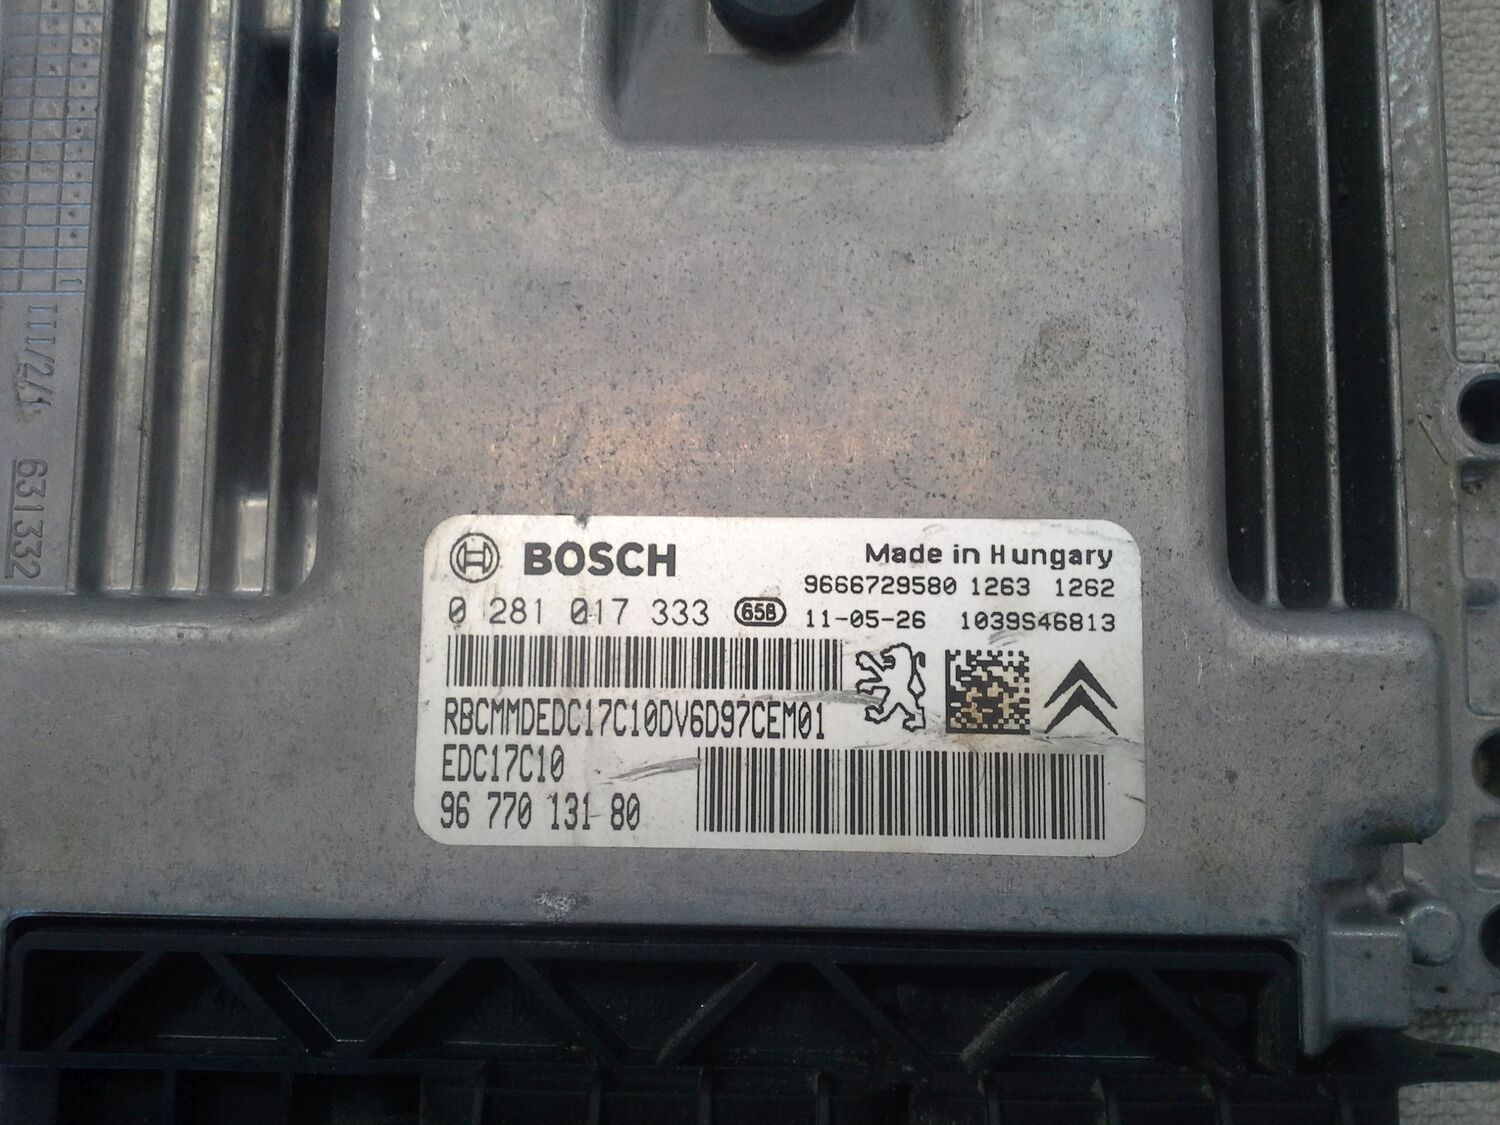 BOSCH
Made in Hungary
9666729580 1263 1262
0 281 017 333 658 11-05-26 1039S46813
RBCMMDEDC17C10DV6D97CEM01
EDC17C10
96 770 131 80
631332